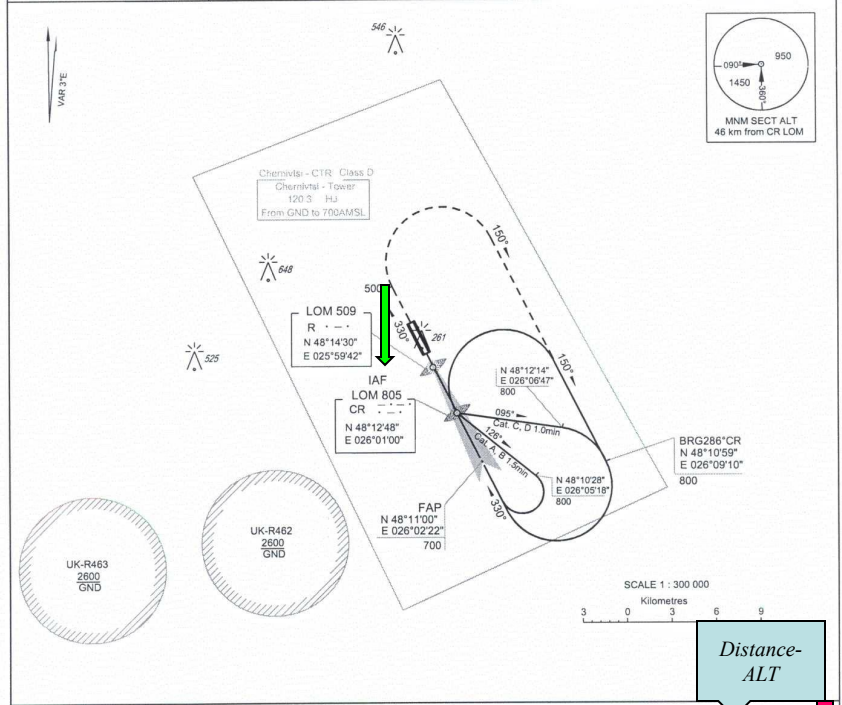 546
VAR 3°E
950
090°
1450
360°
MNM SECT ALT
46 km from CR LOM
Chernivtsi - CTR Class D
Chernivtsi - Tower
120.3 HJ
From GND to 700AMSL
150°
648
500
LOM 509
R · – ·
N 48°14'30"
E 025°59'42"
330°
261
525
IAF
LOM 805
CR – · – · · – ·
N 48°12'48"
E 026°01'00"
N 48°12'14"
E 026°06'47"
800
150°
095°
Cat. C, D 1.0min
126°
Cat. A, B 1.5min
BRG286°CR
N 48°10'59"
E 026°09'10"
800
N 48°10'28"
E 026°05'18"
800
FAP
N 48°11'00"
E 026°02'22"
700
330°
UK-R462
2600
GND
UK-R463
2600
GND
SCALE 1 : 300 000
Kilometres
3 0 3 6 9
Distance-
ALT